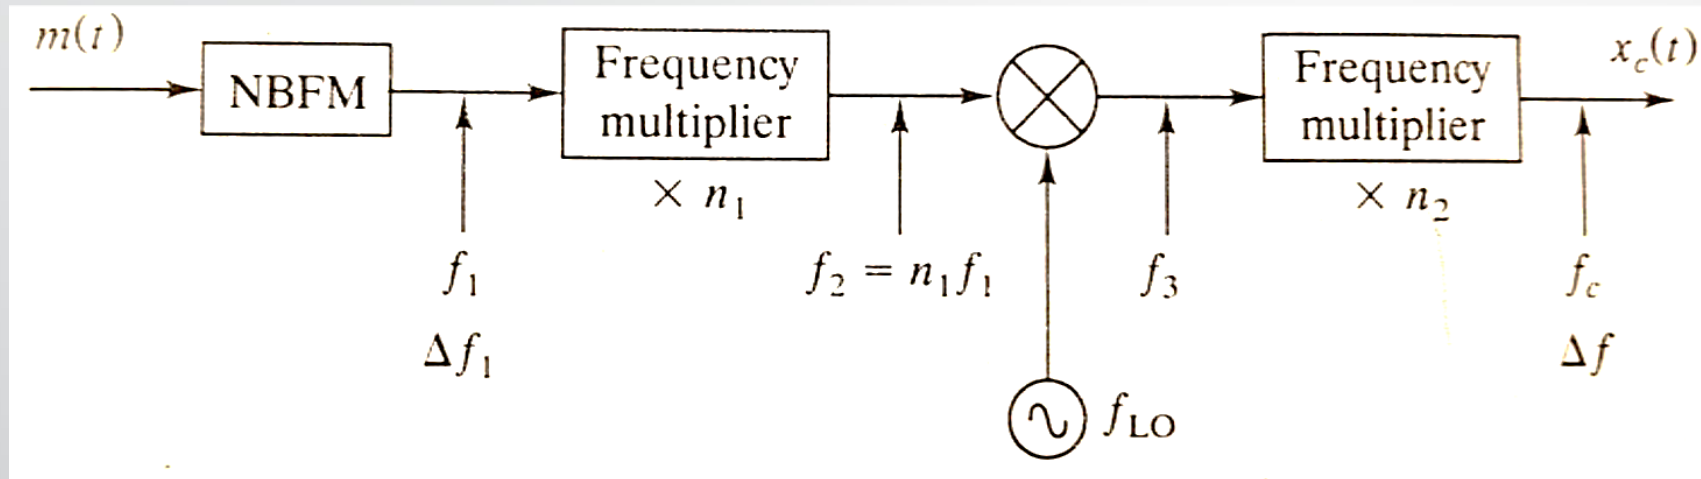 m(t)
NBFM
Frequency
multiplier
× n₁
Frequency
multiplier
× n₂
x_c(t)
f₁
Δf₁
f₂ = n₁f₁
f₃
f_c
Δf
f_LO